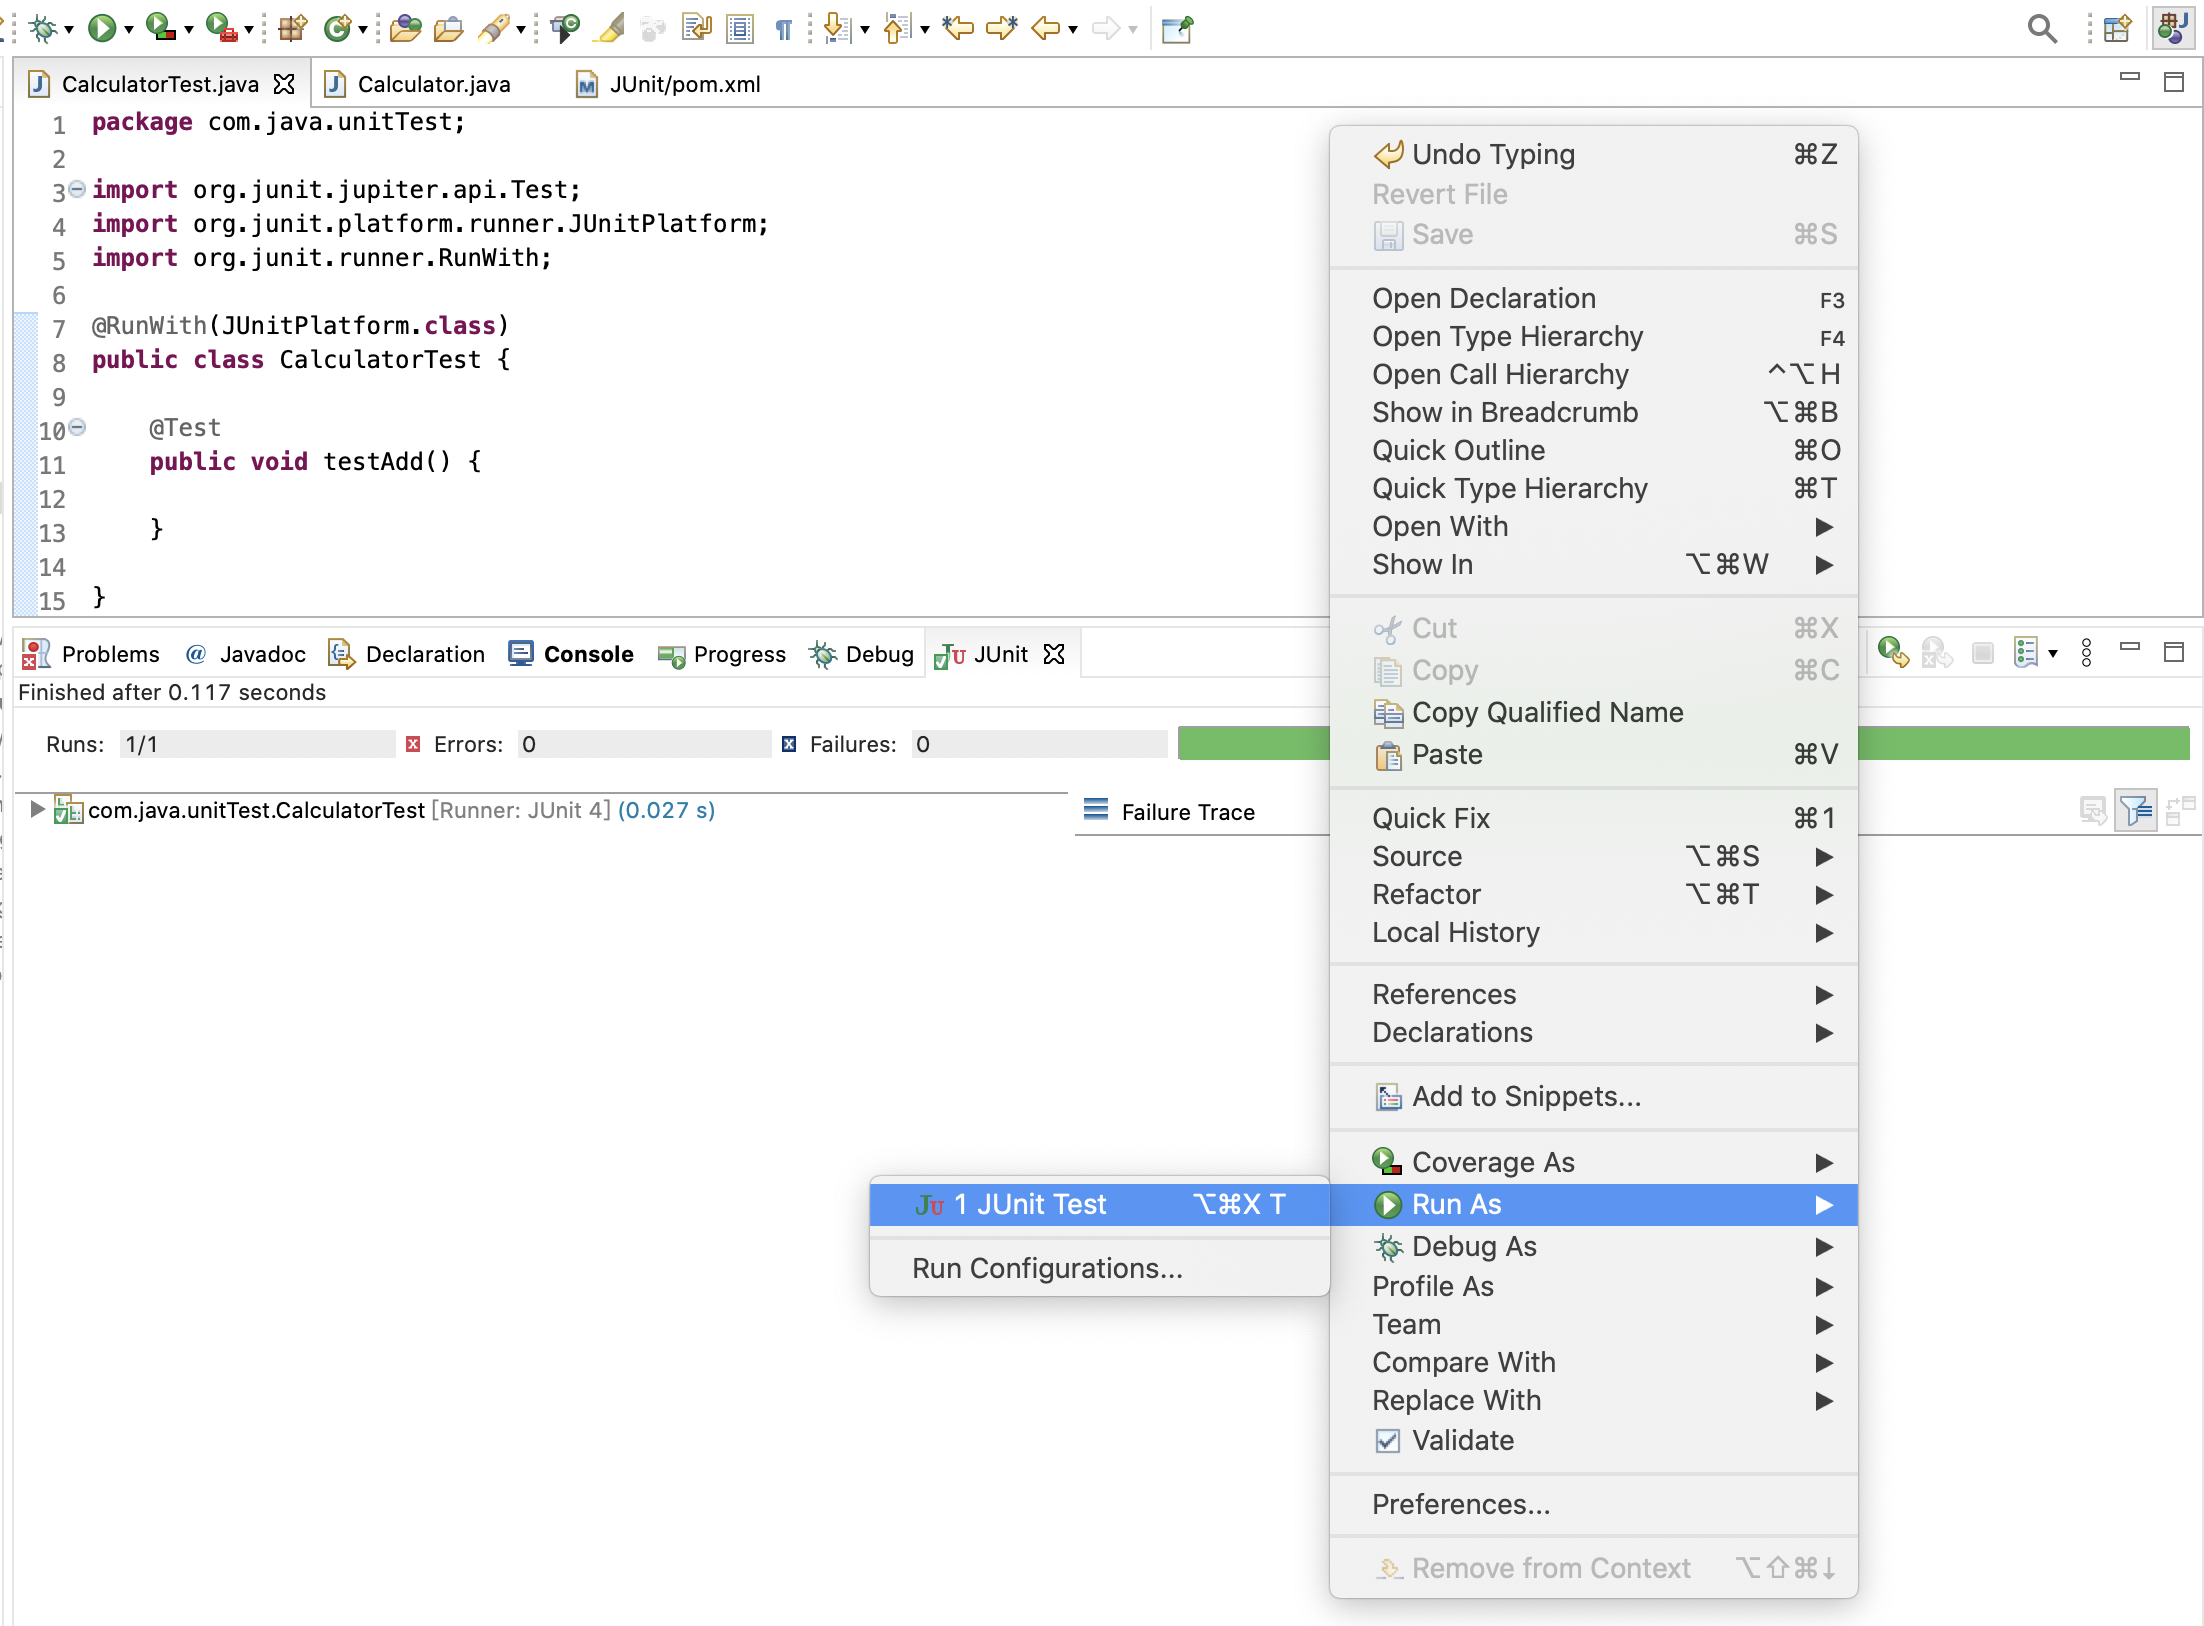 CalculatorTest.java
Calculator.java
JUnit/pom.xml
1 package com.java.unitTest;
2
3 import org.junit.jupiter.api.Test;
4 import org.junit.platform.runner.JUnitPlatform;
5 import org.junit.runner.RunWith;
6
7 @RunWith(JUnitPlatform.class)
8 public class CalculatorTest {
9
10 @Test
11 public void testAdd() {
12
13 }
14
15 }
Problems
@ Javadoc
Declaration
Console
Progress
Debug
JUnit
Finished after 0.117 seconds
Runs: 1/1
Errors: 0
Failures: 0
com.java.unitTest.CalculatorTest [Runner: JUnit 4] (0.027 s)
Failure Trace
Undo Typing ⌘Z
Revert File
Save ⌘S
Open Declaration F3
Open Type Hierarchy F4
Open Call Hierarchy ^⌥H
Show in Breadcrumb ⌥⌘B
Quick Outline ⌘O
Quick Type Hierarchy ⌘T
Open With
Show In ⌥⌘W
Cut ⌘X
Copy ⌘C
Copy Qualified Name
Paste ⌘V
Quick Fix ⌘1
Source ⌥⌘S
Refactor ⌥⌘T
Local History
References
Declarations
Add to Snippets...
Coverage As
Run As
1 JUnit Test ⌥⌘X T
Run Configurations...
Debug As
Profile As
Team
Compare With
Replace With
Validate
Preferences...
Remove from Context ⌥⇧⌘↓